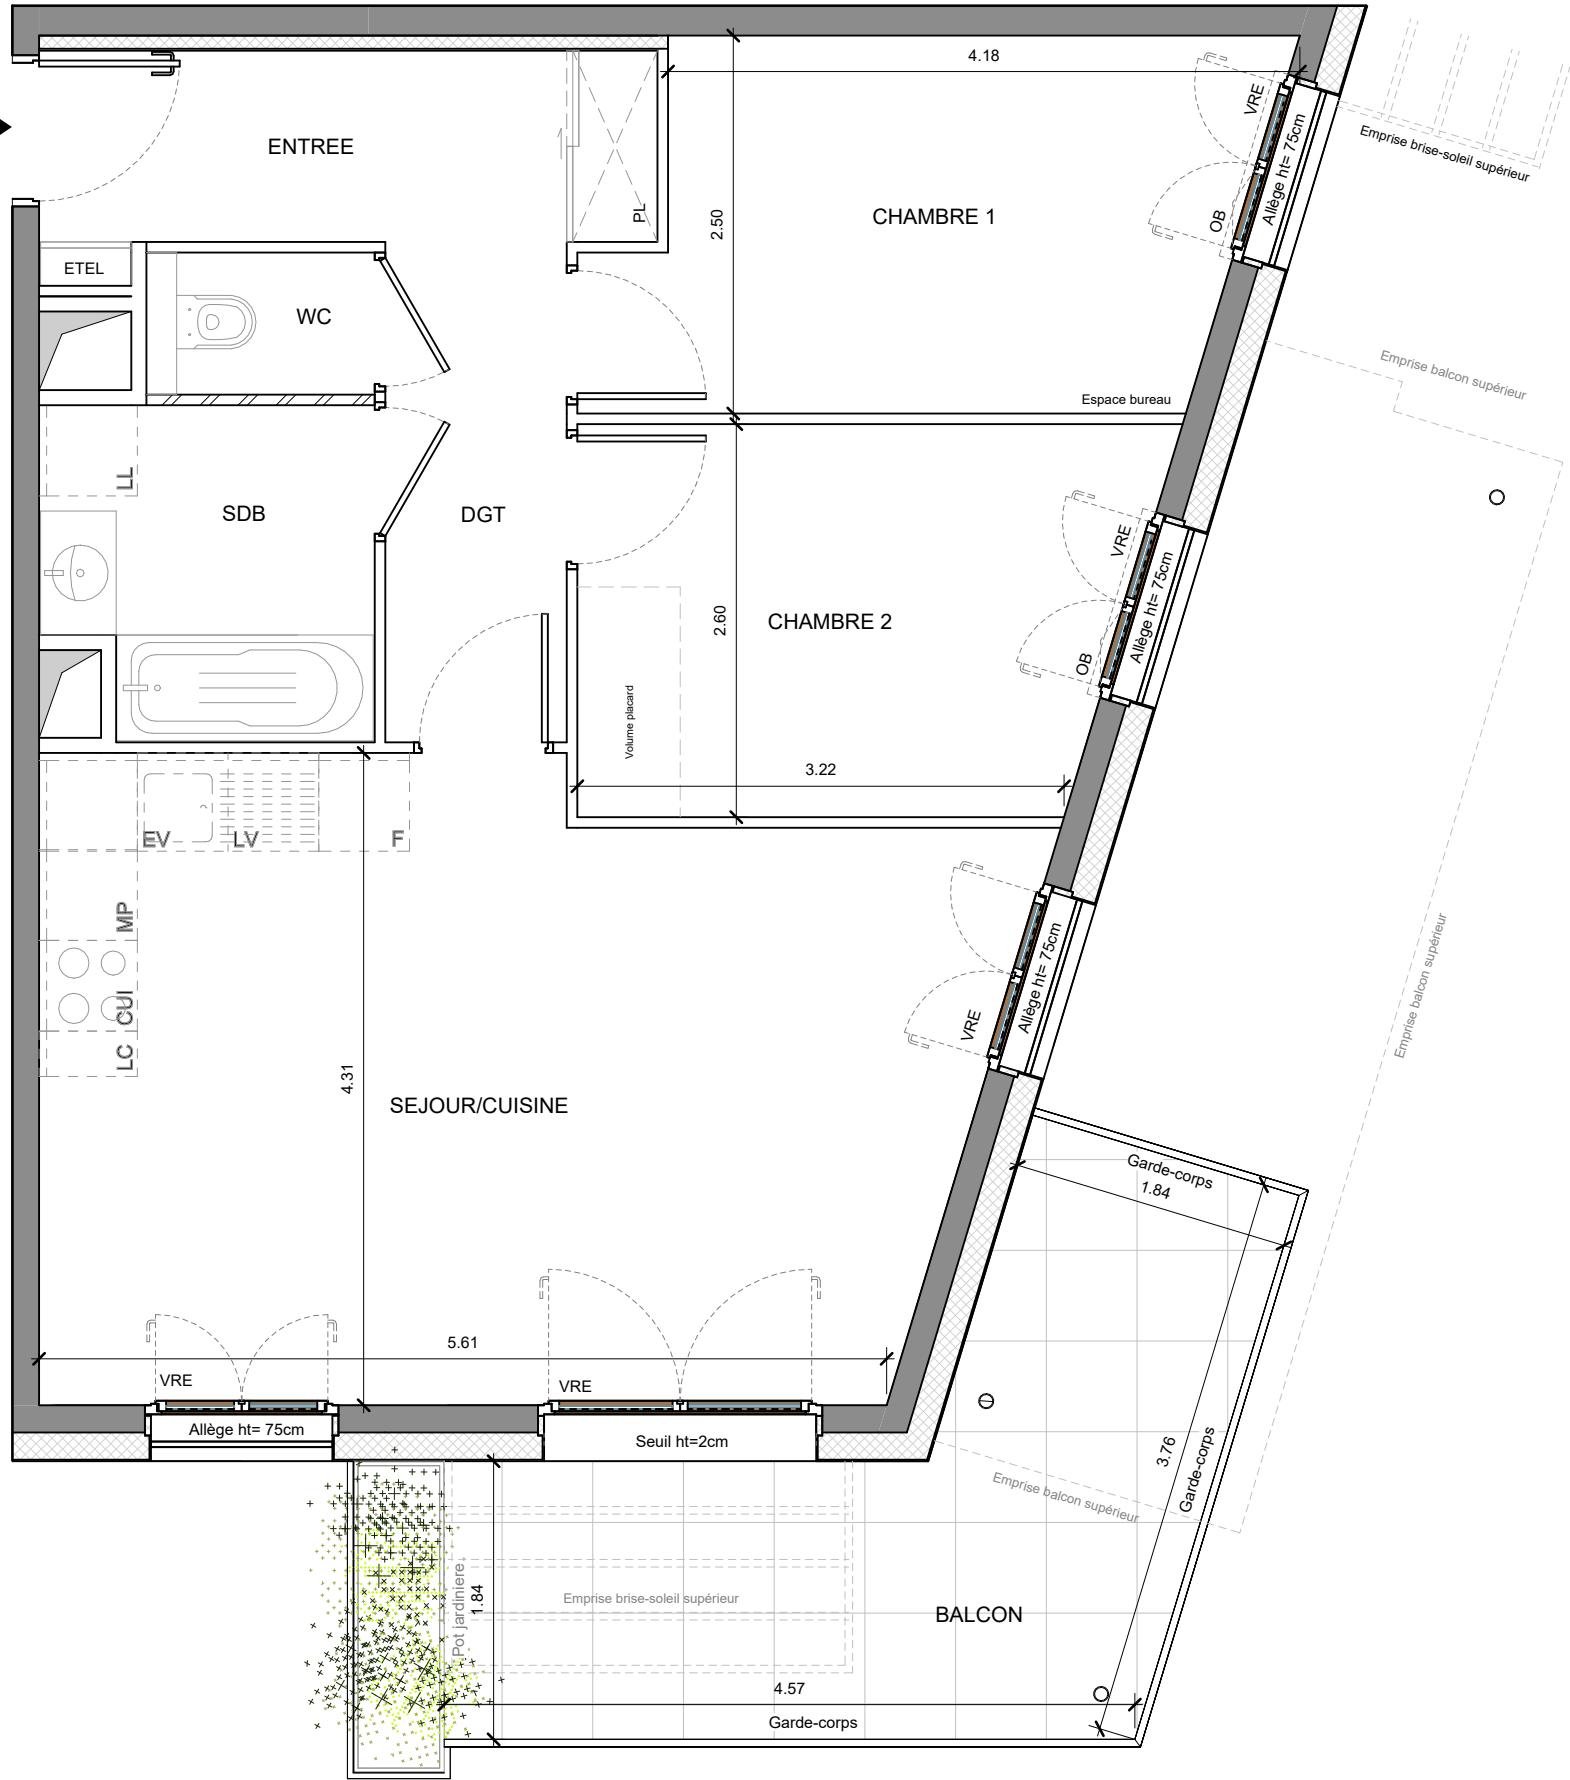 4.18
VRE
Allège ht= 75cm
Emprise brise-soleil supérieur
ENTREE
PL
2.50
CHAMBRE 1
OB
ETEL
WC
Emprise balcon supérieur
Espace bureau
LL
SDB
DGT
VRE
Allège ht= 75cm
2.60
CHAMBRE 2
OB
Volume placard
3.22
EV
LV
F
MP
CUI
LC
Allège ht= 75cm
VRE
Emprise balcon supérieur
4.31
SEJOUR/CUISINE
Garde-corps
1.84
5.61
VRE
VRE
Allège ht= 75cm
Seuil ht=2cm
3.76
Garde-corps
Emprise balcon supérieur
Pot jardiniere
1.84
Emprise brise-soleil supérieur
BALCON
4.57
Garde-corps